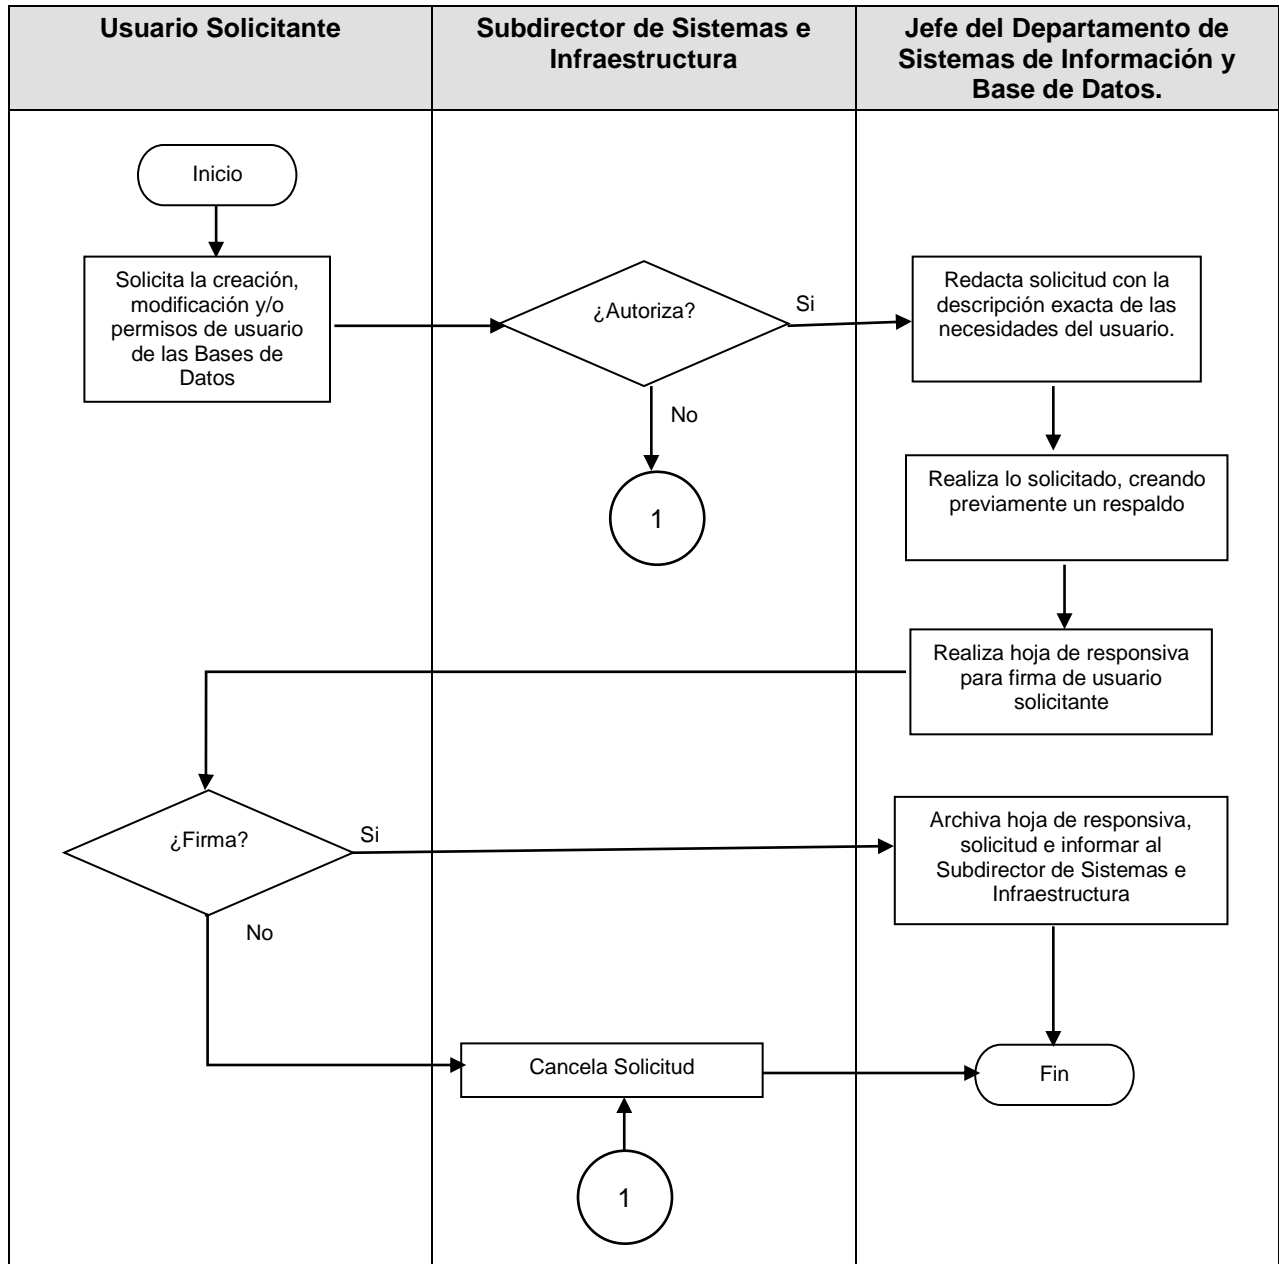 Usuario Solicitante
Subdirector de Sistemas e
Infraestructura
Jefe del Departamento de
Sistemas de Información y
Base de Datos.
Inicio
Solicita la creación,
modificación y/o
permisos de usuario
de las Bases de
Datos
¿Autoriza?
Si
No
1
Redacta solicitud con la
descripción exacta de las
necesidades del usuario.
Realiza lo solicitado, creando
previamente un respaldo
Realiza hoja de responsiva
para firma de usuario
solicitante
¿Firma?
Si
No
Archiva hoja de responsiva,
solicitud e informar al
Subdirector de Sistemas e
Infraestructura
Cancela Solicitud
Fin
1